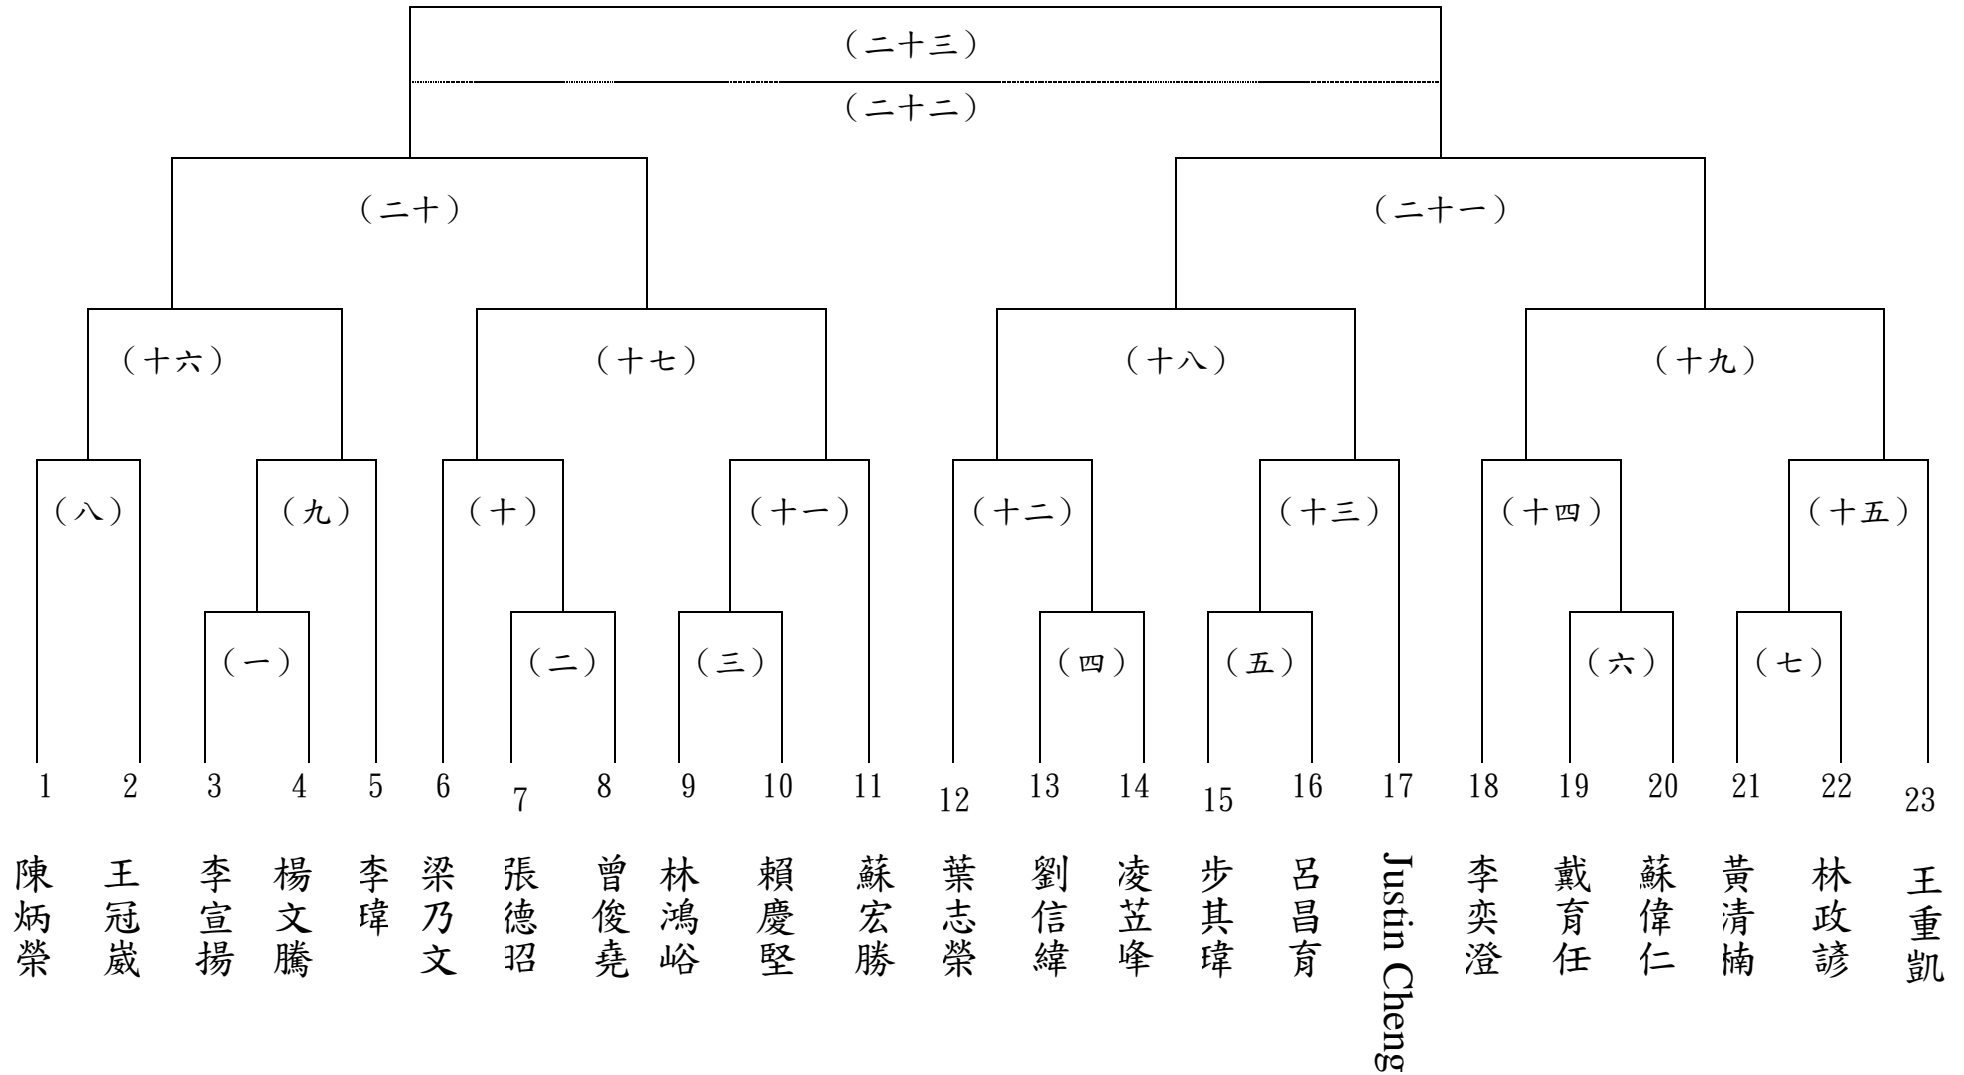 （二十三）
（二十二）
（二十）
（二十一）
（十六）
（十七）
（十八）
（十九）
（八）
（九）
（十）
（十一）
（十二）
（十三）
（十四）
（十五）
（一）
（二）
（三）
（四）
（五）
（六）
（七）
1
2
3
4
5
6
7
8
9
10
11
12
13
14
15
16
17
18
19
20
21
22
23
陳炳榮
王冠崴
李宣揚
楊文騰
李瑋
梁乃文
張德昭
曾俊堯
林鴻峪
賴慶堅
蘇宏勝
葉志榮
劉信緯
凌苙峰
步其瑋
呂昌育
Justin Cheng
李奕澄
戴育任
蘇偉仁
黃清楠
林政諺
王重凱